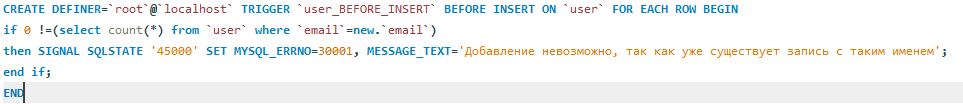 CREATE DEFINER=`root`@`localhost` TRIGGER `user_BEFORE_INSERT` BEFORE INSERT ON `user` FOR EACH ROW BEGIN
if 0 !=(select count(*) from `user` where `email`=new.`email`)
then SIGNAL SQLSTATE '45000' SET MYSQL_ERRNO=30001, MESSAGE_TEXT='Добавление невозможно, так как уже существует запись с таким именем';
end if;
END